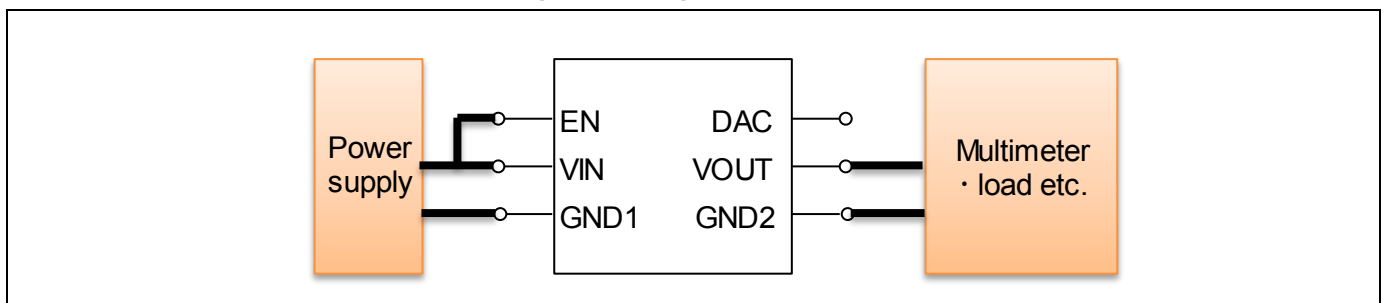 Power
supply
EN
VIN
GND1
DAC
VOUT
GND2
Multimeter
・load etc.